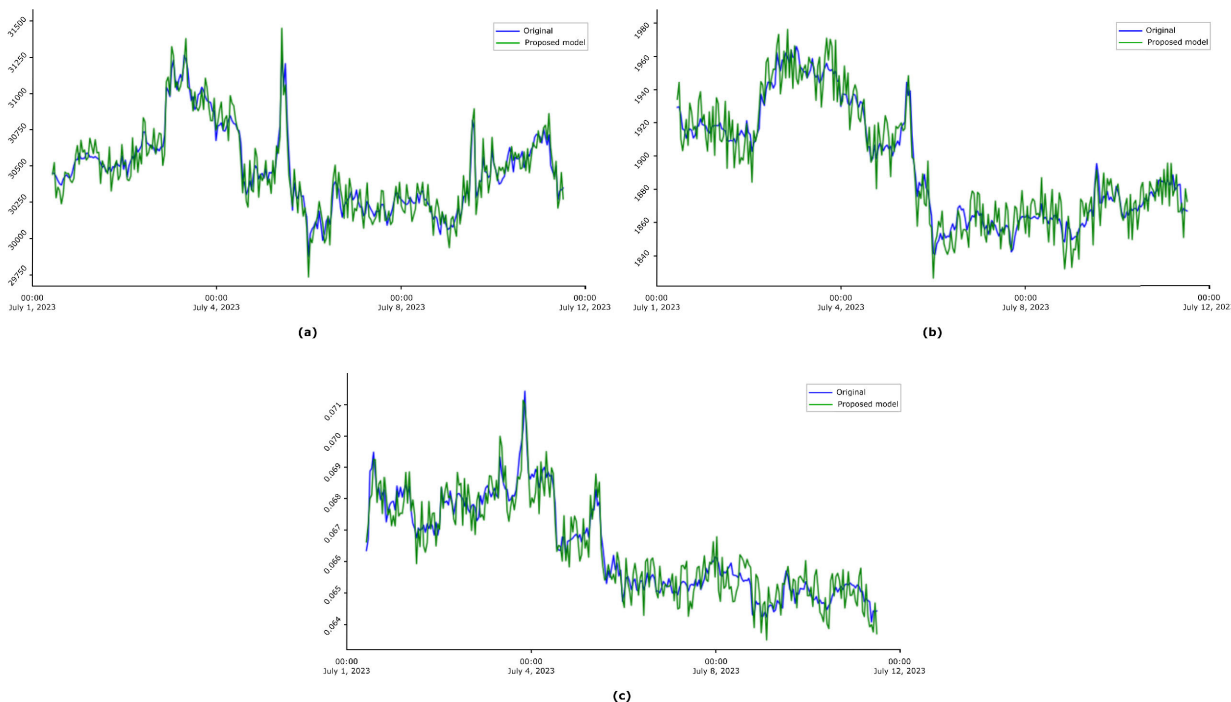 31500
31250
31000
30750
30500
30250
30000
29750
Original
Proposed model
00:00
July 1, 2023
00:00
July 4, 2023
00:00
July 8, 2023
00:00
July 12, 2023
(a)
1980
1960
1940
1920
1900
1880
1860
1840
Original
Proposed model
00:00
July 1, 2023
00:00
July 4, 2023
00:00
July 8, 2023
00:00
July 12, 202
(b)
0.071
0.070
0.069
0.068
0.067
0.066
0.065
0.064
Original
Proposed model
00:00
July 1, 2023
00:00
July 4, 2023
00:00
July 8, 2023
00:00
July 12, 2023
(c)